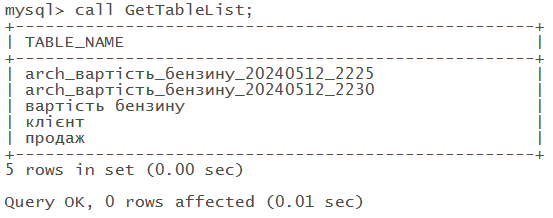 mysql> call GetTableList;
+--------------------------------------------------+
| TABLE_NAME |
+--------------------------------------------------+
| arch_вартість_бензину_20240512_2225 |
| arch_вартість_бензину_20240512_2230 |
| вартість бензину |
| клієнт |
| продаж |
+--------------------------------------------------+
5 rows in set (0.00 sec)
Query OK, 0 rows affected (0.01 sec)